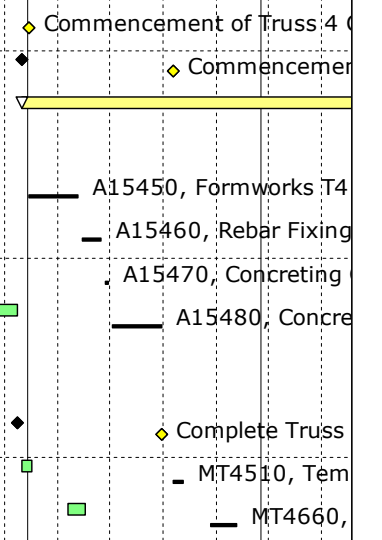 Commencement of Truss 4
Commencemen
A15450, Formworks T4
A15460, Rebar Fixing
A15470, Concreting
A15480, Concre
Complete Truss
MT4510, Tem
MT4660,